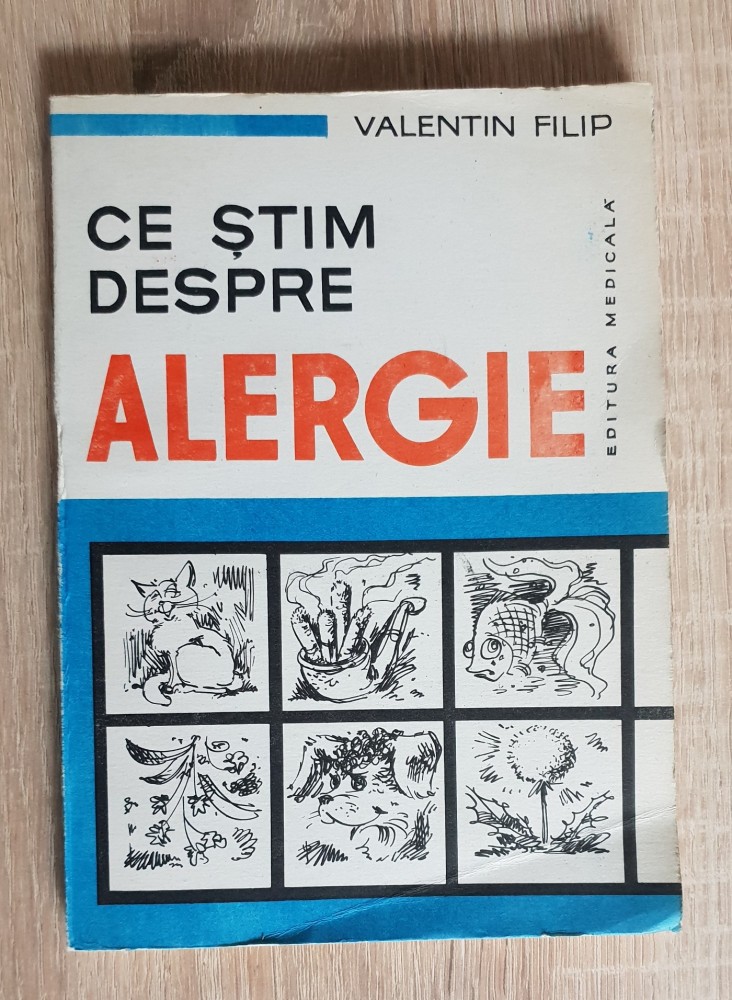 VALENTIN FILIP
CE ȘTIM
DESPRE
ALERGIE
EDITURA MEDICALĂ